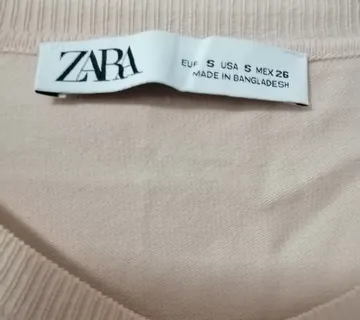 ZARA
EUR S USA S MEX 26
MADE IN BANGLADESH